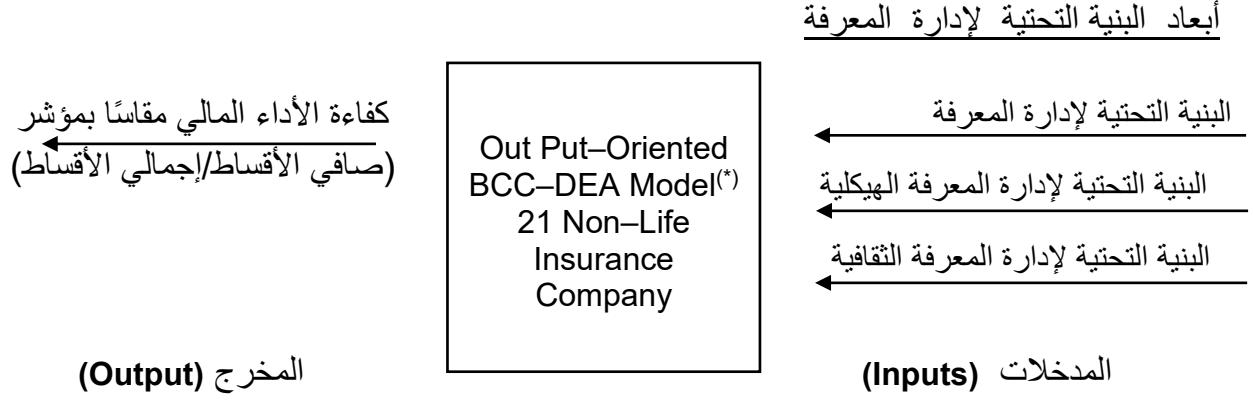 أبعاد البنية التحتية لإدارة المعرفة
البنية التحتية لإدارة المعرفة
البنية التحتية لإدارة المعرفة الهيكلية
البنية التحتية لإدارة المعرفة الثقافية
المدخلات (Inputs)
Out Put–Oriented
BCC–DEA Model(*)
21 Non–Life
Insurance
Company
كفاءة الأداء المالي مقاسًا بمؤشر
(صافي الأقساط/إجمالي الأقساط)
المخرج (Output)